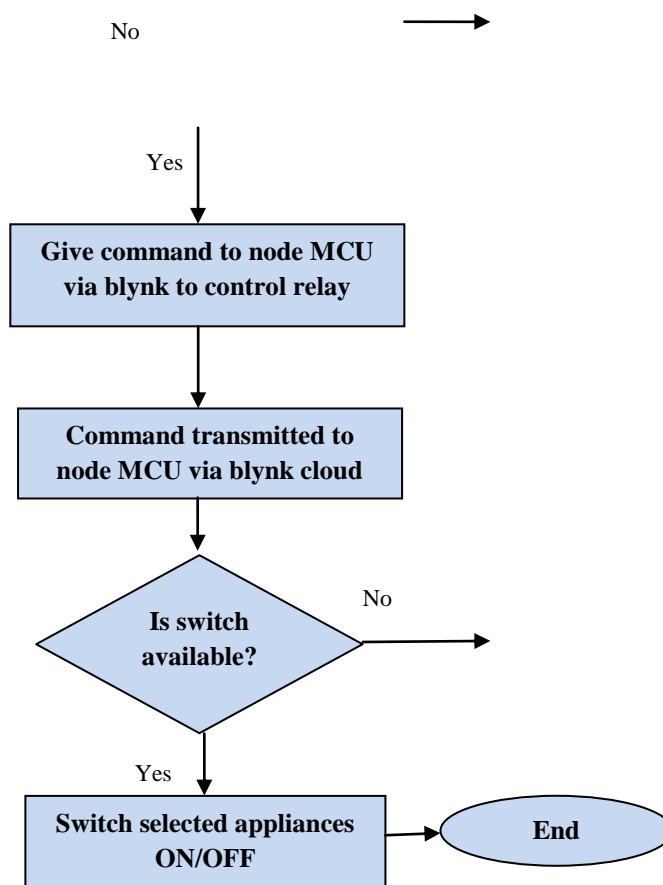 No
Yes
Give command to node MCU
via blynk to control relay
Command transmitted to
node MCU via blynk cloud
Is switch
available?
No
Yes
Switch selected appliances
ON/OFF
End